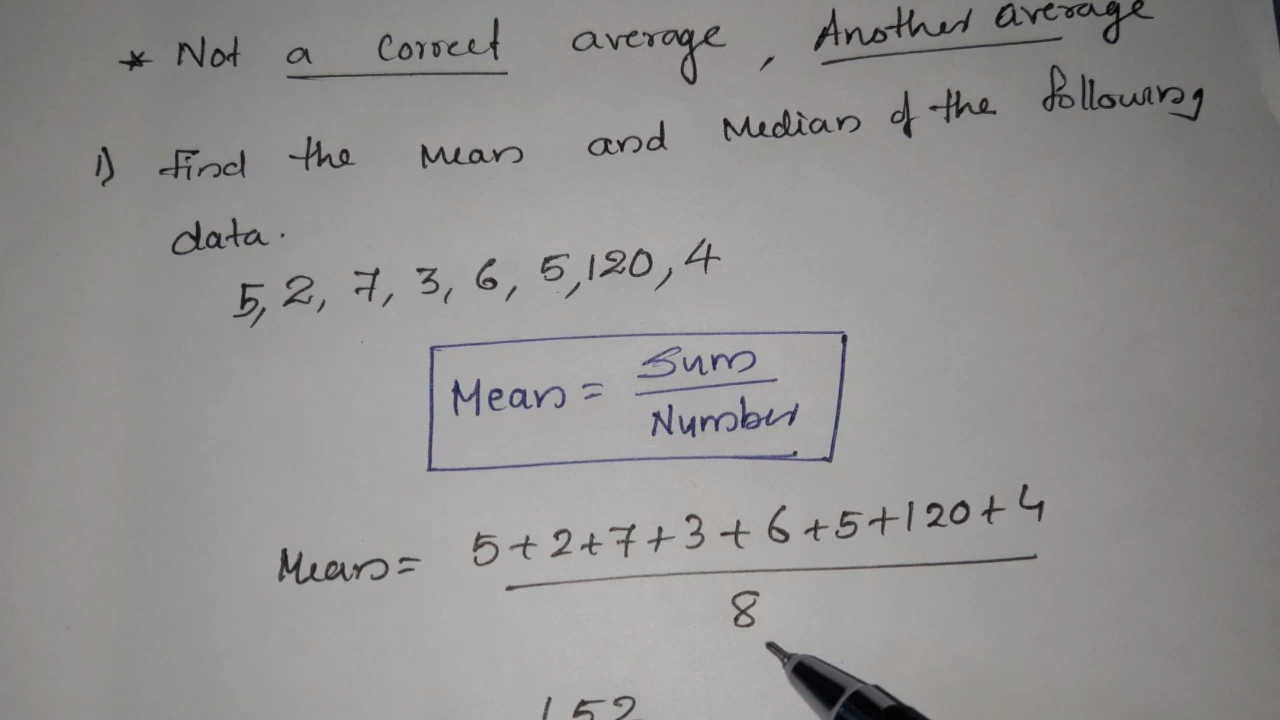 * Not a correct average, Another average
1) find the Mean and Median of the following
data.
5, 2, 7, 3, 6, 5, 120, 4
Mean = Sum
Number
Mean = 5+2+7+3+6+5+120+4
8
152